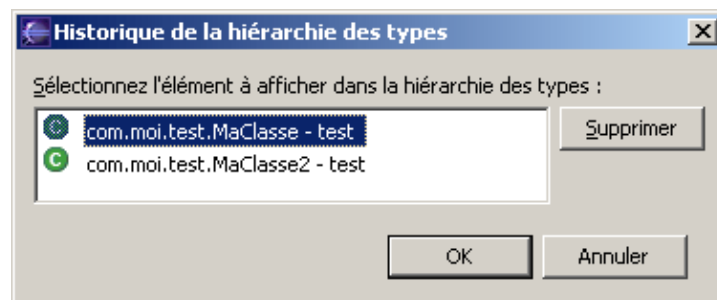 Historique de la hiérarchie des types
Sélectionnez l'élément à afficher dans la hiérarchie des types :
com.moi.test.MaClasse - test
Supprimer
C com.moi.test.MaClasse2 - test
OK Annuler